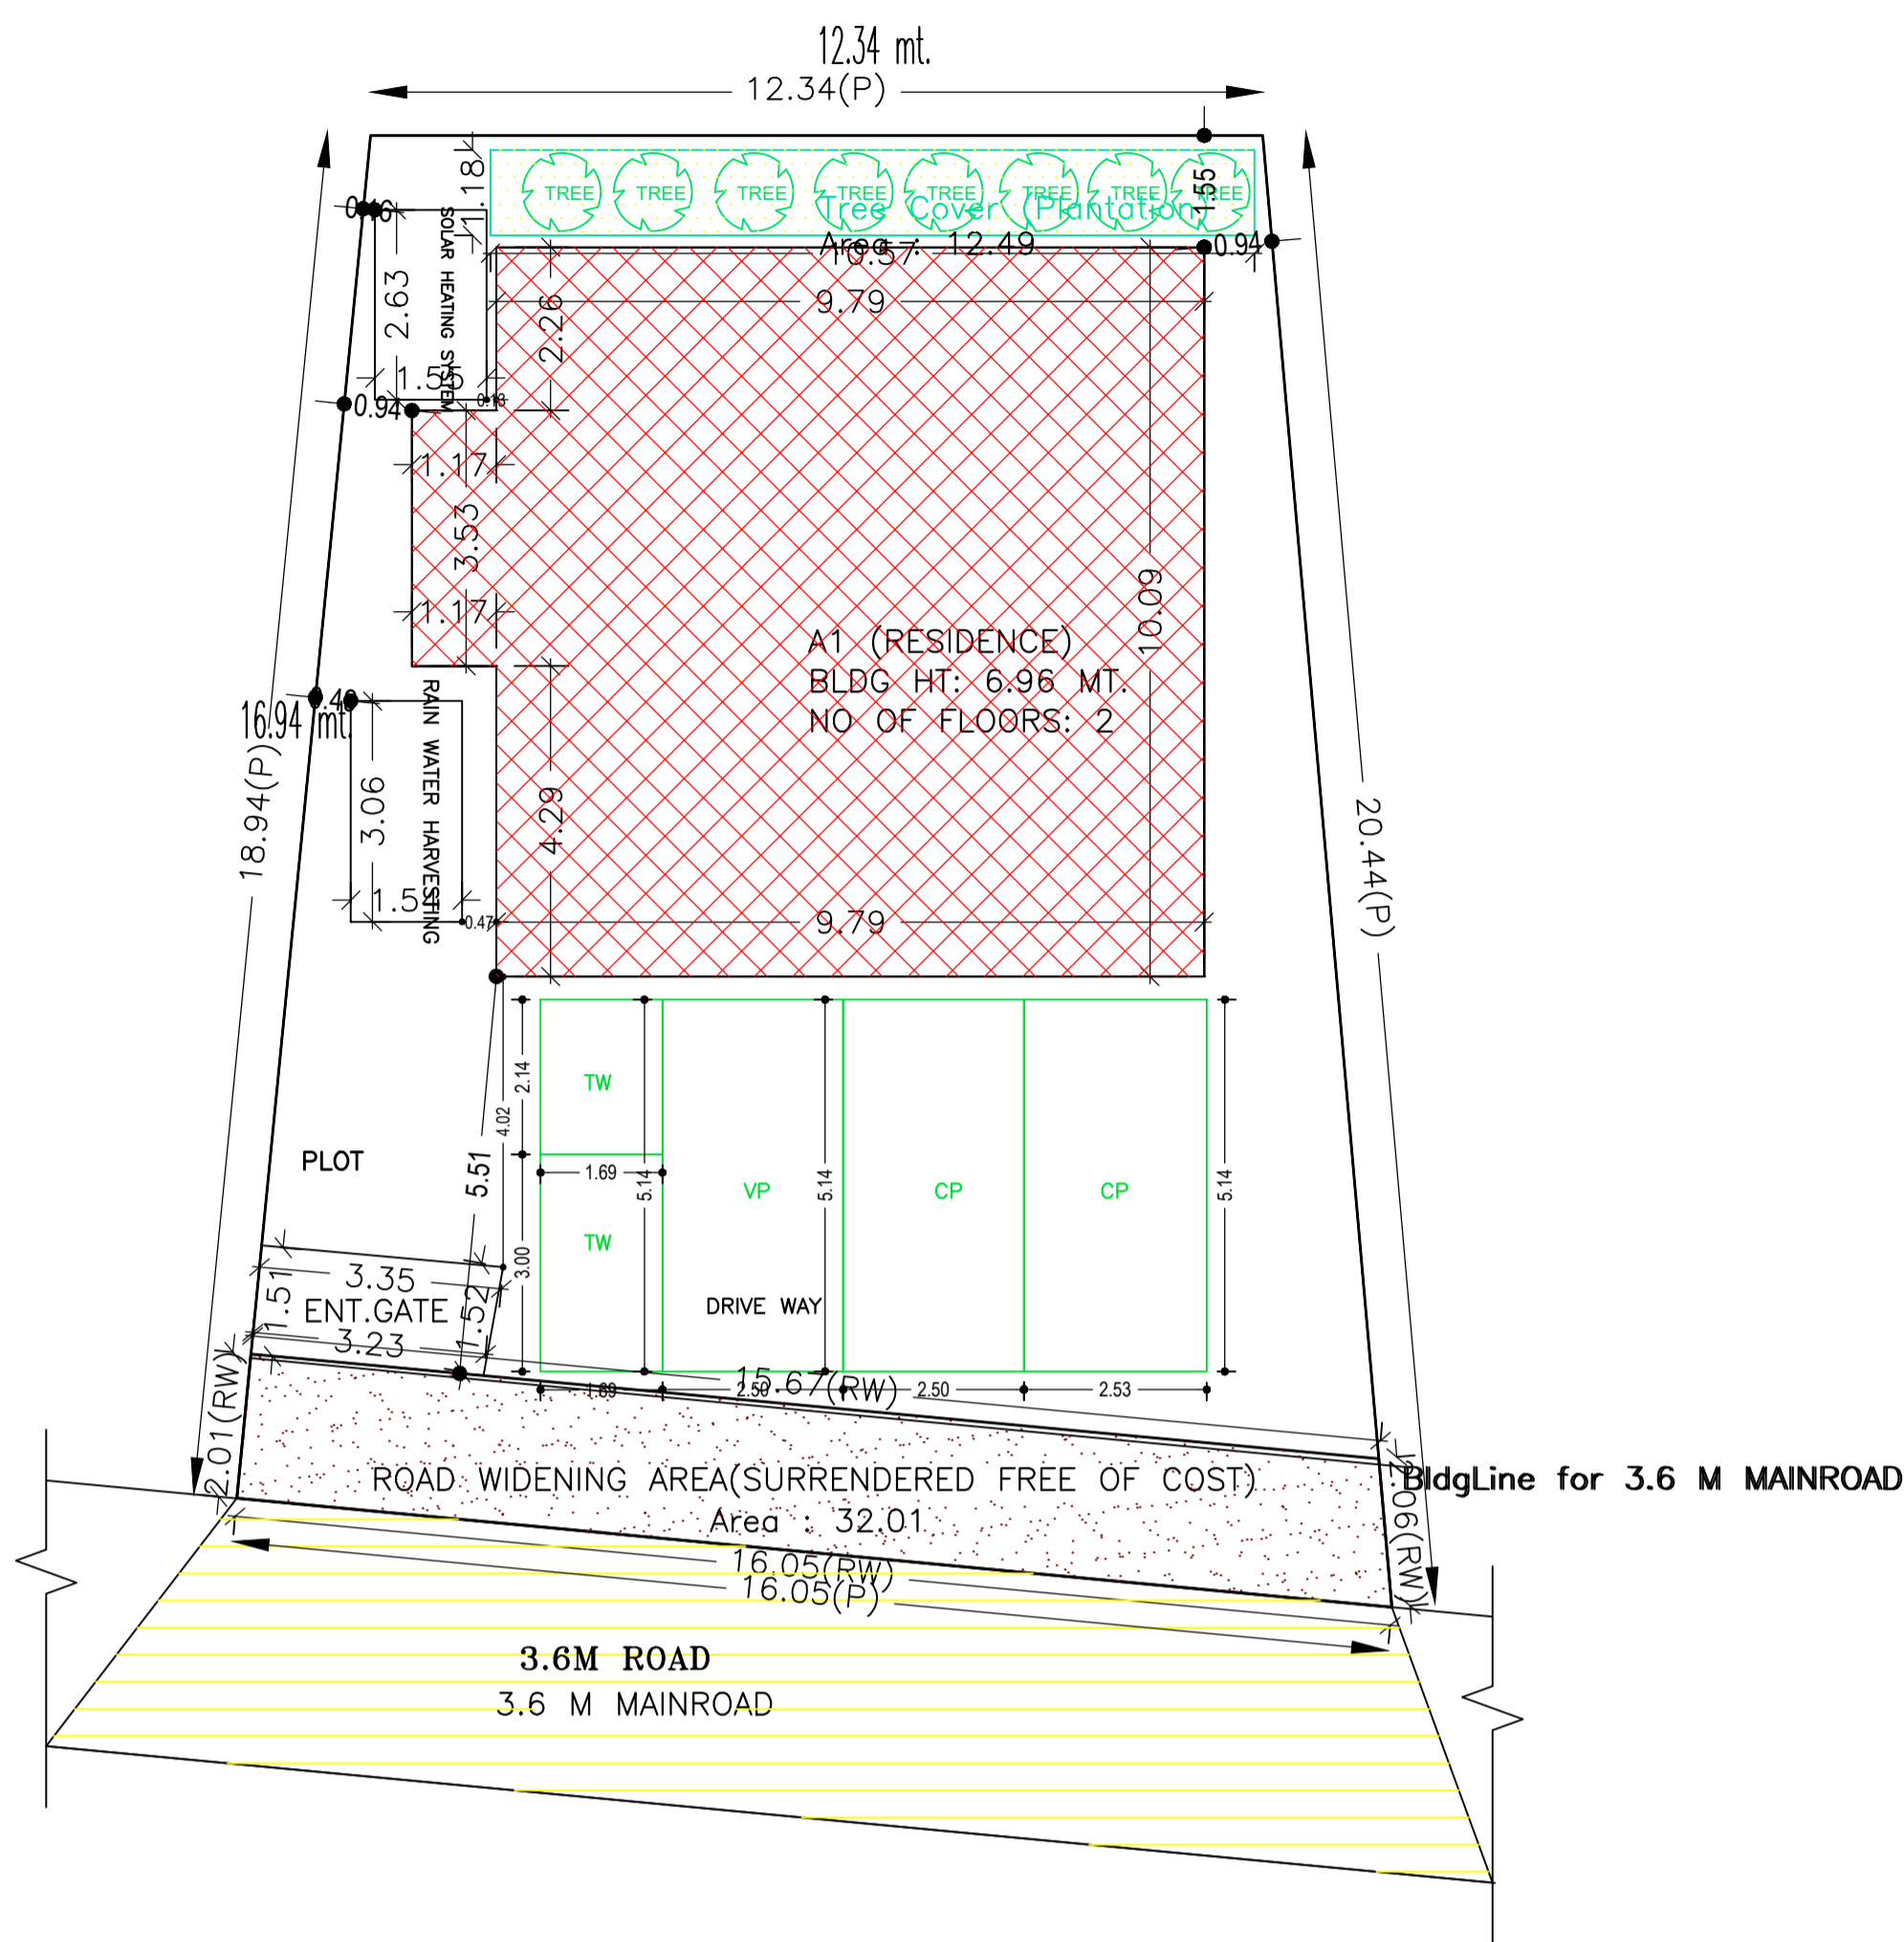 12.34 mt.
12.34(P)
1.18
TREE TREE TREE TREE TREE TREE TREE TREE
1.55
Tree Cover (Plantation)
Area : 12.49
10.57
0.94
SOLAR HEATING SYSTEM
2.63
2.26
9.79
1.55
0.94
0.13
1.17
3.53
1.17
10.09
A1 (RESIDENCE)
BLDG HT: 6.96 MT.
NO OF FLOORS: 2
16.94 mt.
18.94(P)
20.44(P)
RAIN WATER HARVESTING
3.06
4.29
0.47
9.79
TW
2.14
4.02
5.51
PLOT
1.69
5.14
5.14
5.14
VP
CP
CP
TW
3.00
1.51
3.35
ENT.GATE
1.52
3.23
DRIVE WAY
15.67(RW)
2.50
2.50
2.53
2.01(RW)
ROAD WIDENING AREA(SURRENDERED FREE OF COST)
Area : 32.01
BldgLine for 3.6 M MAINROAD
2.06(RW)
16.05(RW)
16.05(P)
3.6M ROAD
3.6 M MAINROAD